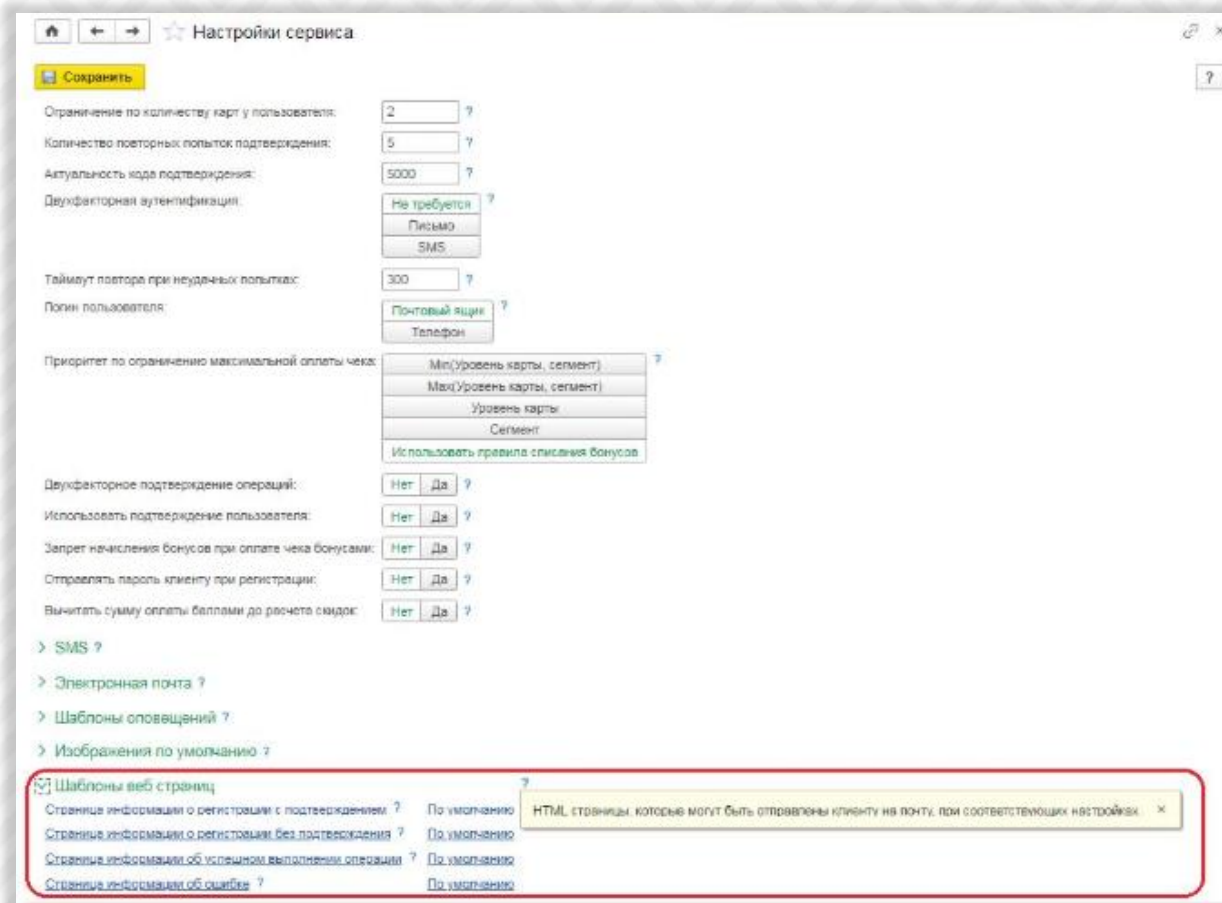 Настройки сервиса
Сохранить
?
Ограничение по количеству карт у пользователя: 2 ?
Количество повторных попыток подтверждения: 5 ?
Актуальность кода подтверждения: 5000 ?
Двухфакторная аутентификация: Не требуется ?
Письмо
SMS
Таймаут повтора при неудачных попытках: 300 ?
Логин пользователя: Почтовый ящик ?
Телефон
Приоритет по ограничению максимальной оплаты чека: Min(Уровень карты, сегмент) ?
Max(Уровень карты, сегмент)
Уровень карты
Сегмент
Использовать правила списания бонусов
Двухфакторное подтверждение операций: Нет Да ?
Использовать подтверждение пользователя: Нет Да ?
Запрет начисления бонусов при оплате чека бонусами: Нет Да ?
Отправлять пароль клиенту при регистрации: Нет Да ?
Вычитать сумму оплаты баллами до расчета скидок: Нет Да ?
SMS ?
Электронная почта ?
Шаблоны оповещений ?
Изображения по умолчанию ?
Шаблоны веб страниц ?
Страница информации о регистрации с подтверждением ? По умолчанию
HTML страницы, которые могут быть отправлены клиенту на почту, при соответствующих настройках
Страница информации о регистрации без подтверждения ? По умолчанию
Страница информации об успешном выполнении операции ? По умолчанию
Страница информации об ошибке ? По умолчанию